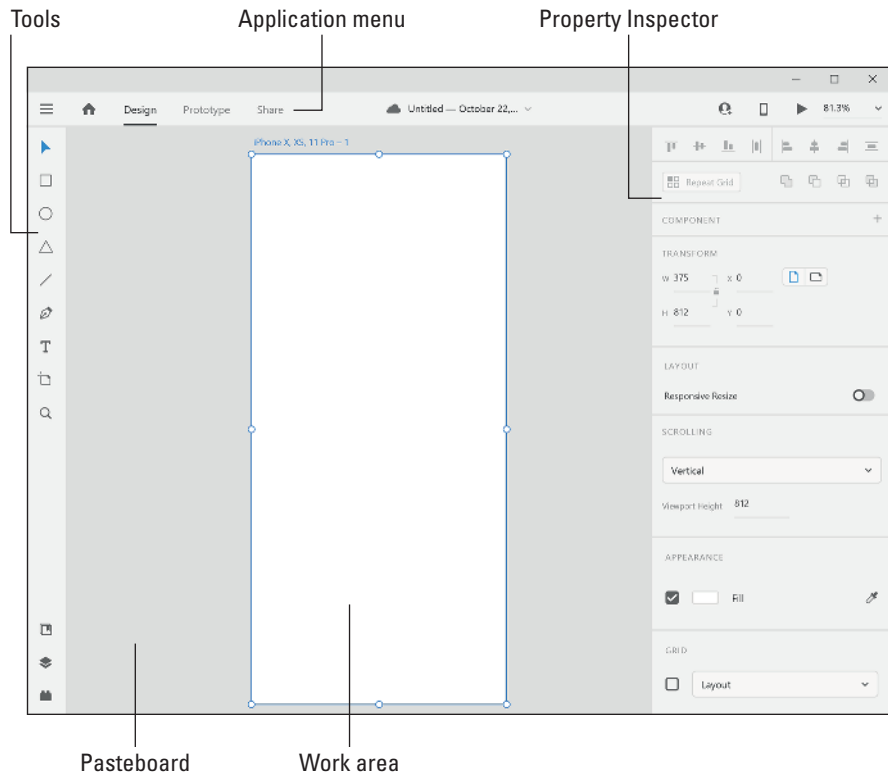 Tools Application menu Property Inspector
Design Prototype Share Untitled — October 22,... 81.3%
iPhone X, XS, 11 Pro – 1
Repeat Grid
COMPONENT
TRANSFORM
W 375 X 0
H 812 Y 0
T
LAYOUT
Responsive Resize
SCROLLING
Vertical
Viewport Height 812
APPEARANCE
Fill
GRID
Layout
Pasteboard Work area